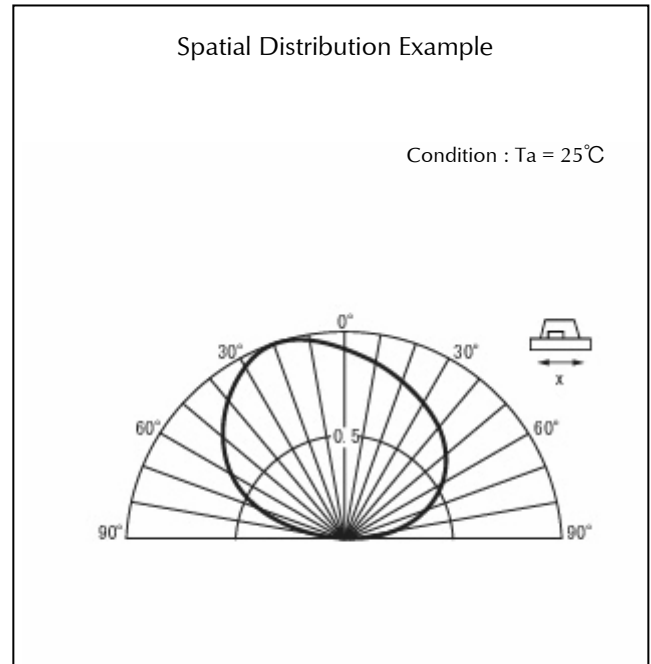 Spatial Distribution Example
Condition : Ta = 25℃
0°
30°
30°
x
60°
60°
0.5
90°
90°